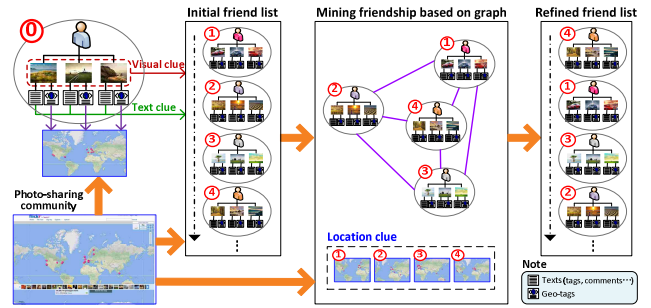 Initial friend list
Mining friendship based on graph
Refined friend list
0
Visual clue
Text clue
Photo-sharing
community
1
2
3
4
1
2
4
3
4
1
3
2
Location clue
1
2
3
4
Note
Texts(tags, comments⋯)
Geo-tags
flickr